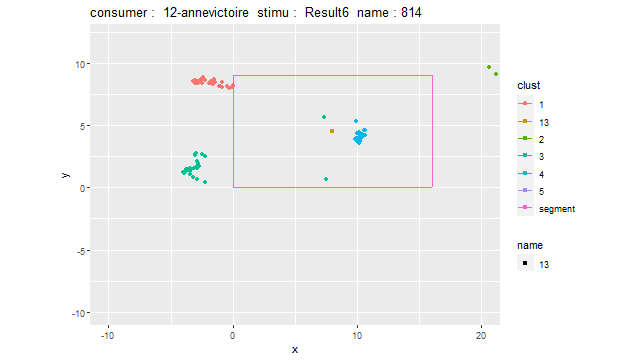 consumer : 12-annevictoire stimu : Result6 name : 814
clust
1
13
2
3
4
5
segment
name
13
y
10
5
0
-5
-10
-10
0
10
20
x